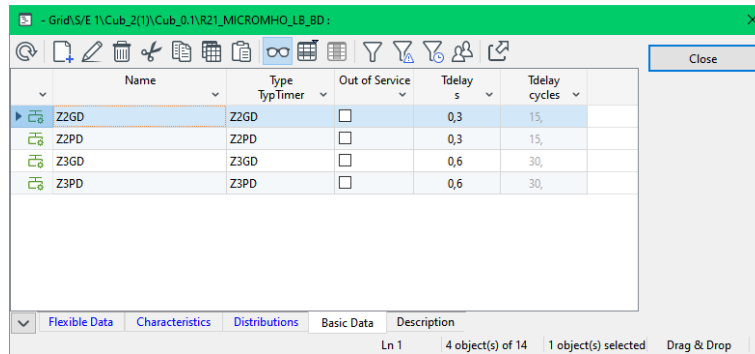 - Grid\S/E 1\Cub_2(1)\Cub_0.1\R21_MICROMHO_LB_BD :
Close
Name Type Out of Service Tdelay Tdelay
TypTimer s cycles
Z2GD Z2GD 0,3 15,
Z2PD Z2PD 0,3 15,
Z3GD Z3GD 0,6 30,
Z3PD Z3PD 0,6 30,
Flexible Data Characteristics Distributions Basic Data Description
Ln 1 4 object(s) of 14 1 object(s) selected Drag & Drop